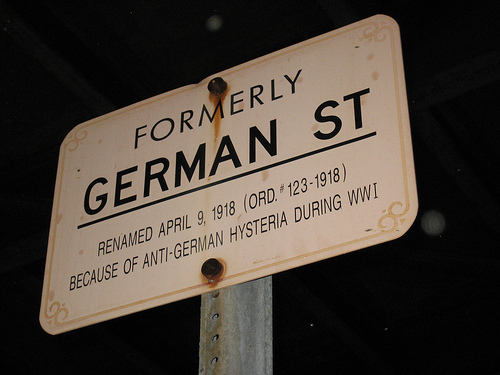 FORMERLY
GERMAN ST
RENAMED APRIL 9, 1918 (ORD.# 123-1918)
BECAUSE OF ANTI-GERMAN HYSTERIA DURING WWI